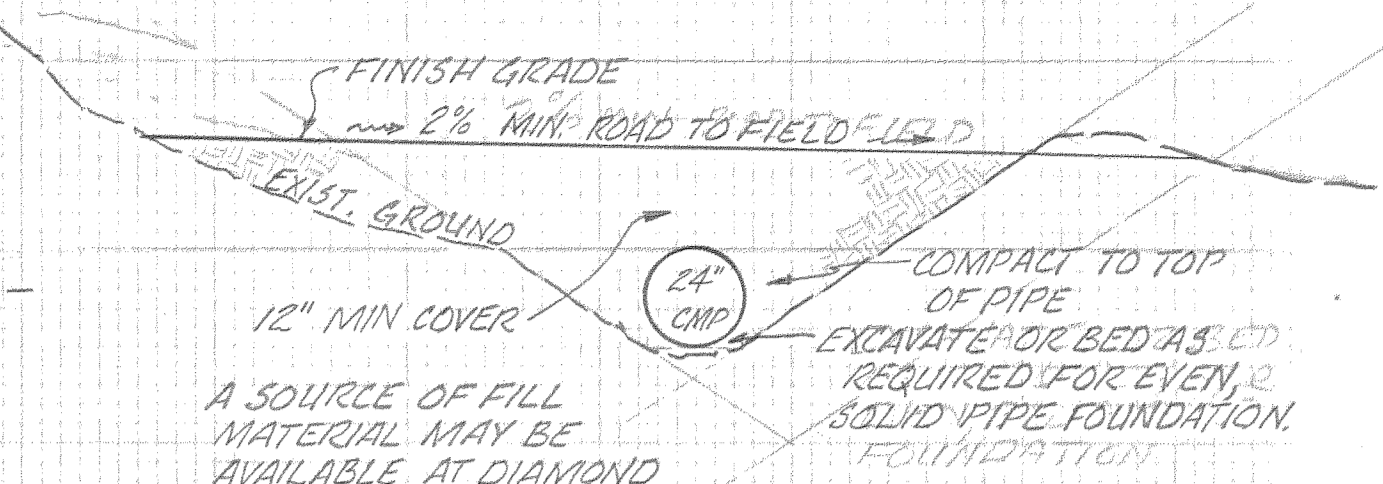 FINISH GRADE
2% MIN. ROAD TO FIELD
EXIST. GROUND
24"
CMP
12" MIN COVER
COMPACT TO TOP
OF PIPE
EXCAVATE OR BED AS
REQUIRED FOR EVEN,
SOLID PIPE FOUNDATION.
FOUNDATION
A SOURCE OF FILL
MATERIAL MAY BE
AVAILABLE AT DIAMOND